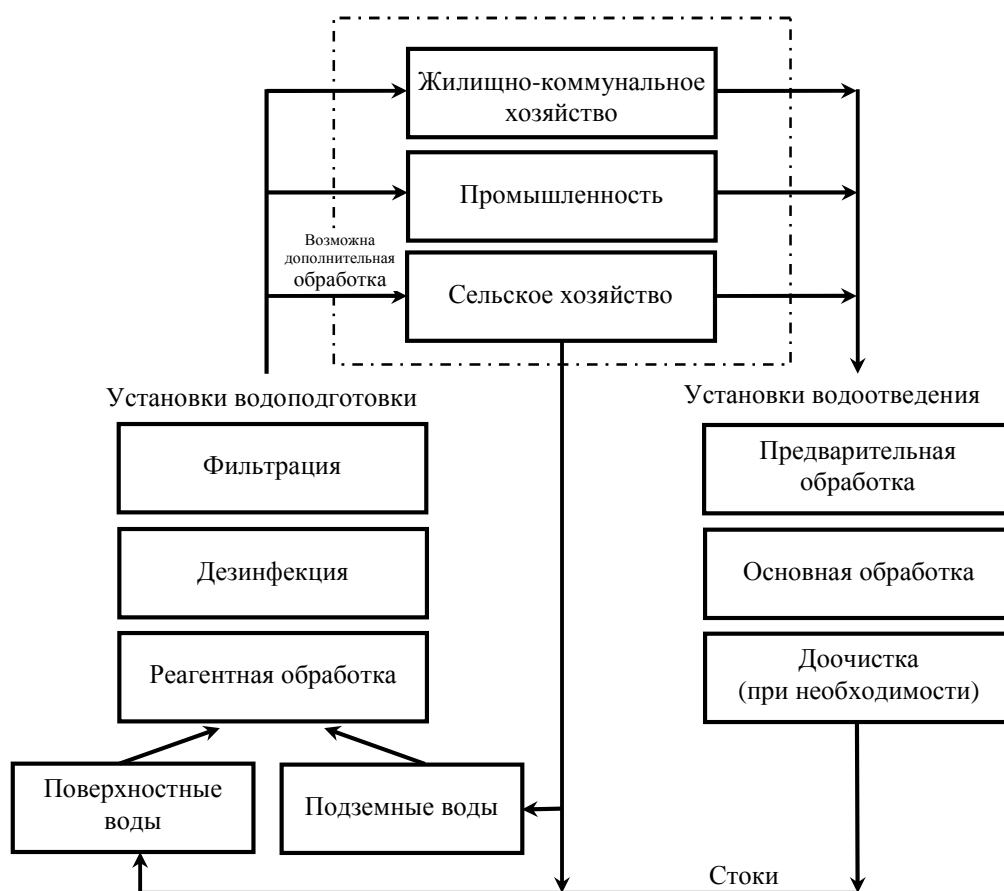 Жилищно-коммунальное
хозяйство
Промышленность
Возможна
дополнительная
обработка
Сельское хозяйство
Установки водоподготовки
Установки водоотведения
Фильтрация
Предварительная
обработка
Дезинфекция
Основная обработка
Реагентная обработка
Доочистка
(при необходимости)
Поверхностные
воды
Подземные воды
Стоки